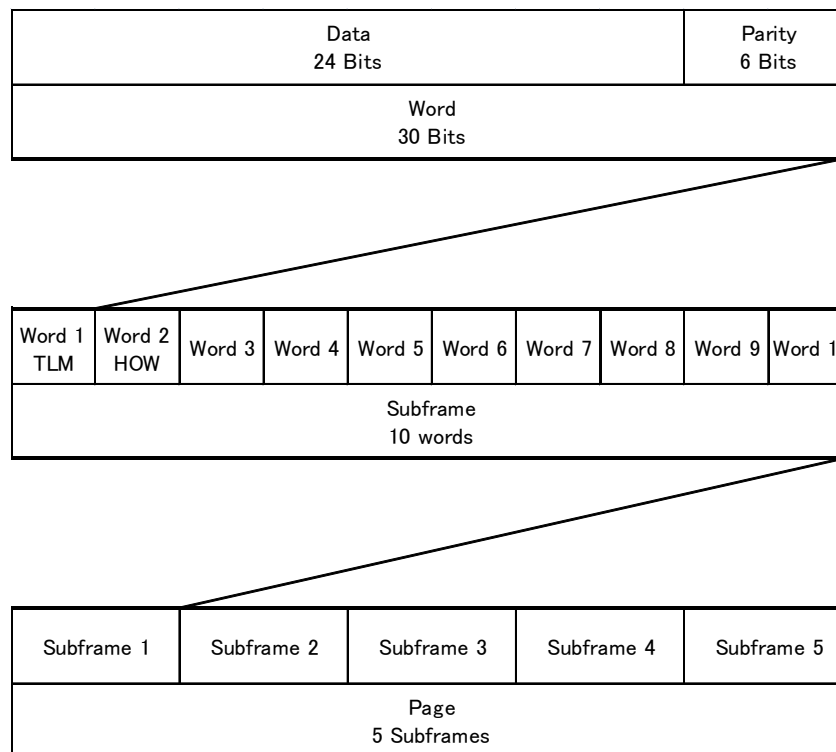 Data
24 Bits
Parity
6 Bits
Word
30 Bits
Word 1
TLM
Word 2
HOW
Word 3
Word 4
Word 5
Word 6
Word 7
Word 8
Word 9
Word 1
Subframe
10 words
Subframe 1
Subframe 2
Subframe 3
Subframe 4
Subframe 5
Page
5 Subframes